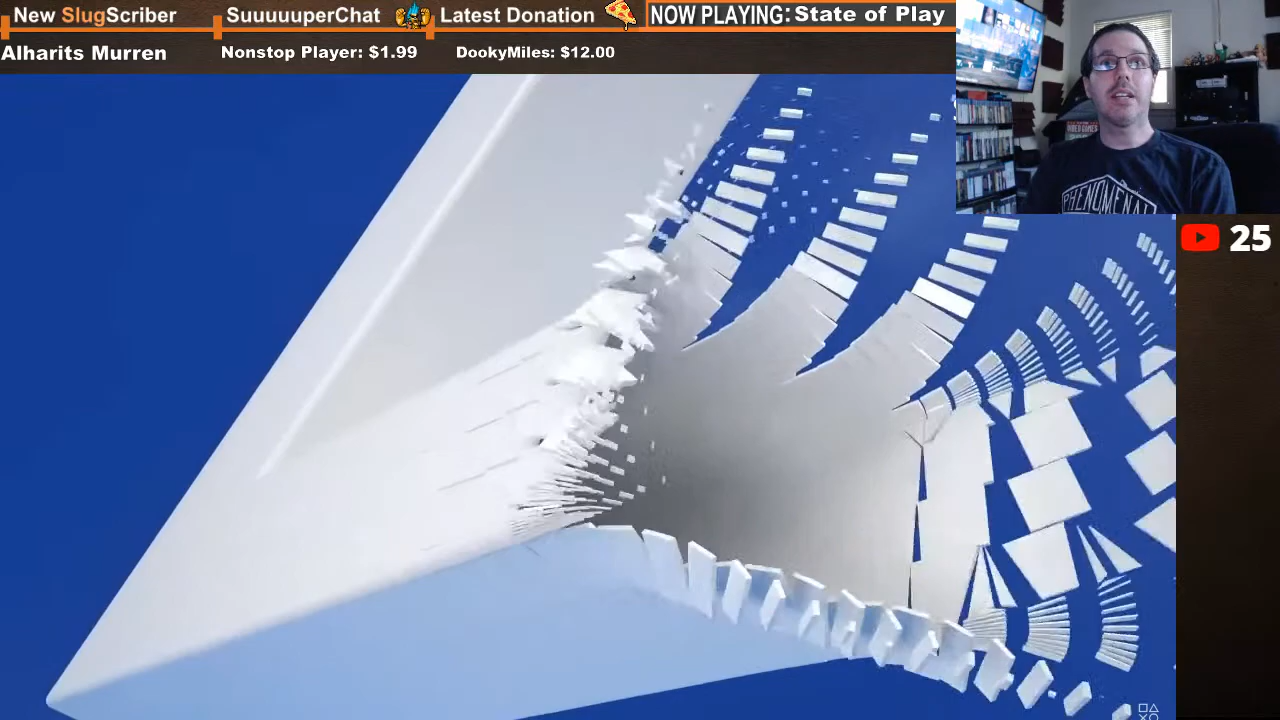 New SlugScriber
SuuuuuperChat
Latest Donation
NOW PLAYING: State of Play
Alharits Murren
Nonstop Player: $1.99
DookyMiles: $12.00
PHENOMENAL
25